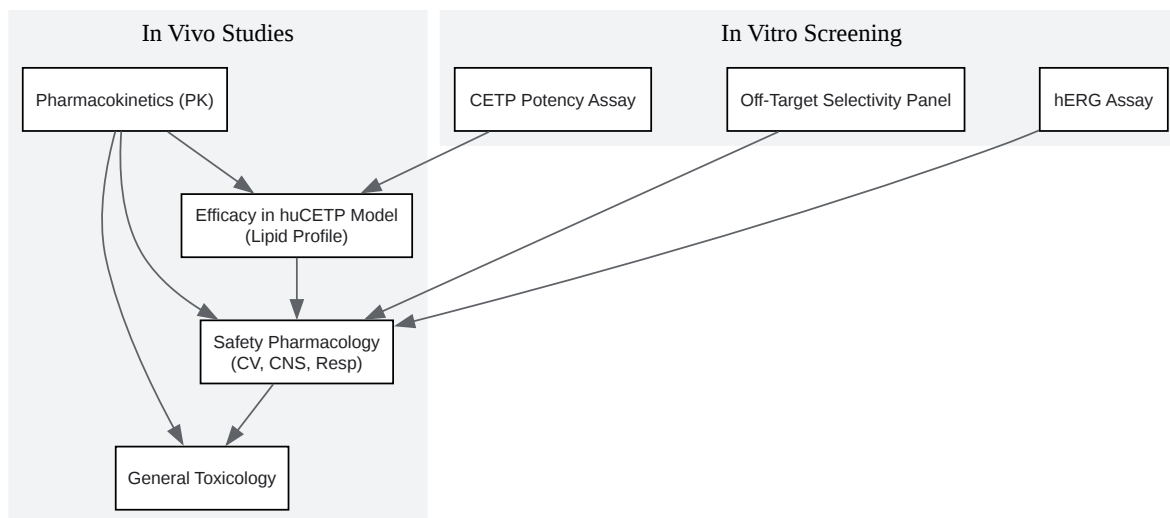 In Vivo Studies
In Vitro Screening
Pharmacokinetics (PK)
CETP Potency Assay
Off-Target Selectivity Panel
hERG Assay
Efficacy in huCETP Model
(Lipid Profile)
Safety Pharmacology
(CV, CNS, Resp)
General Toxicology